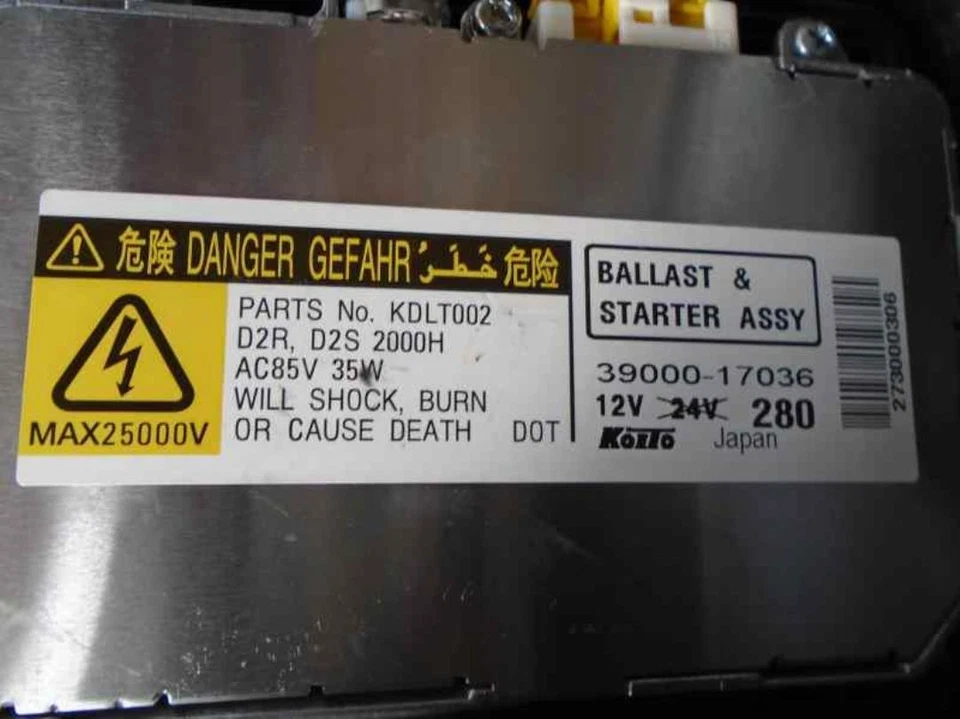 危険 DANGER GEFAHR خَطَرٌ 危险
PARTS No. KDLT002
D2R, D2S 2000H
AC85V 35W
WILL SHOCK, BURN
OR CAUSE DEATH DOT
MAX25000V
BALLAST &
STARTER ASSY
39000-17036
12V 24V 280
KOITO Japan
2730000306